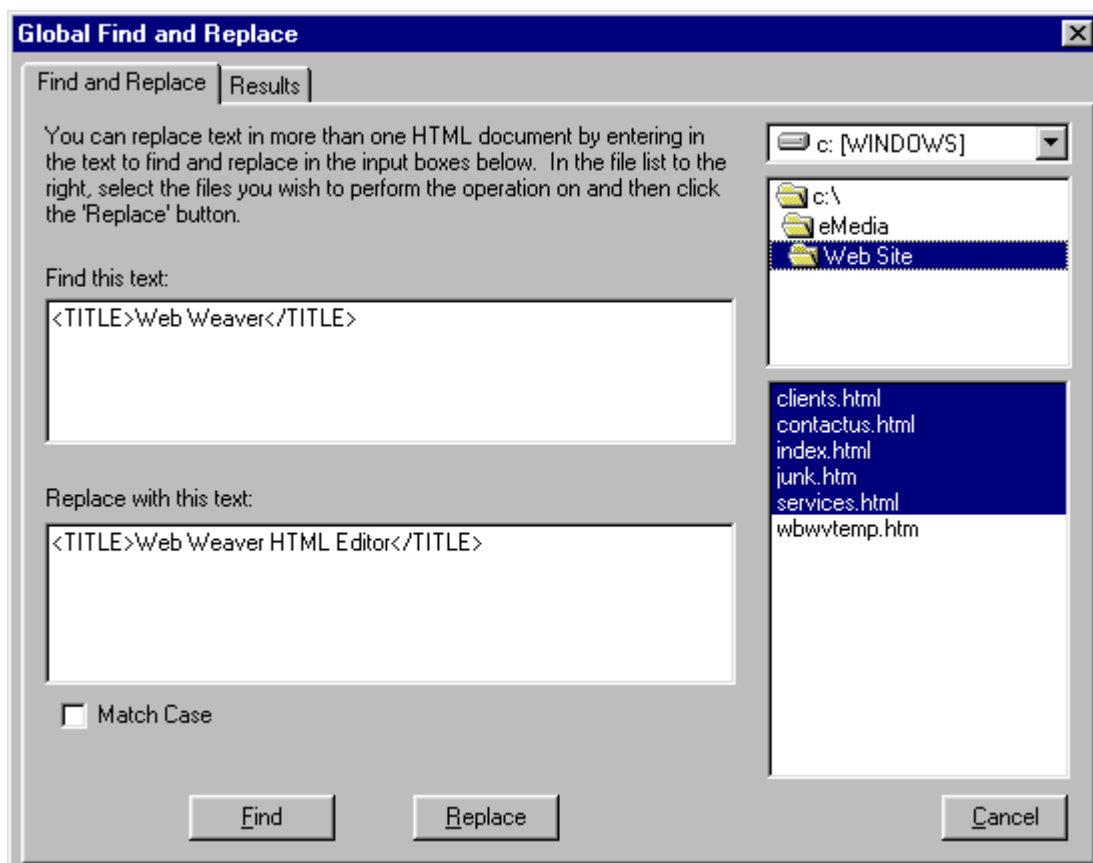 Global Find and Replace
Find and Replace
Results
You can replace text in more than one HTML document by entering in
the text to find and replace in the input boxes below.  In the file list to the
right, select the files you wish to perform the operation on and then click
the 'Replace' button.
Find this text:
<TITLE>Web Weaver</TITLE>
Replace with this text:
<TITLE>Web Weaver HTML Editor</TITLE>
Match Case
Find
Replace
c: [WINDOWS]
c:\
eMedia
Web Site
clients.html
contactus.html
index.html
junk.htm
services.html
wbwvtemp.htm
Cancel